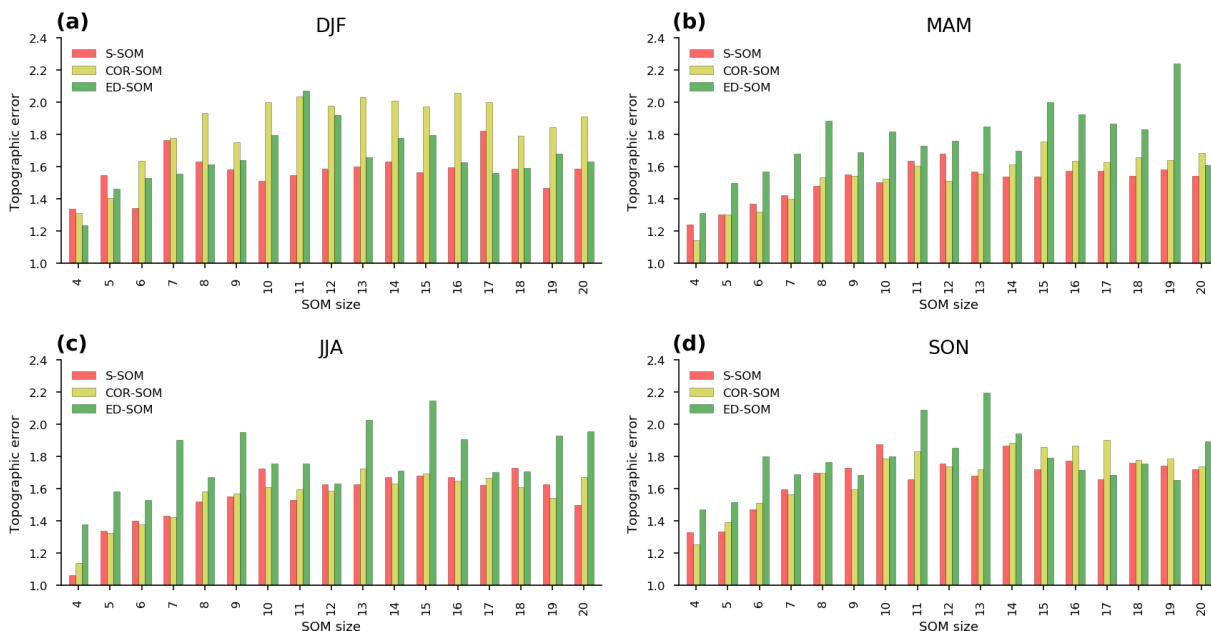 (a) DJF
2.4
2.2
2.0
1.8
1.6
1.4
1.2
1.0
Topographic error
S-SOM
COR-SOM
ED-SOM
4 5 6 7 8 9 10 11 12 13 14 15 16 17 18 19 20
SOM size
(b) MAM
2.4
2.2
2.0
1.8
1.6
1.4
1.2
1.0
Topographic error
S-SOM
COR-SOM
ED-SOM
4 5 6 7 8 9 10 11 12 13 14 15 16 17 18 19 20
SOM size
(c) JJA
2.4
2.2
2.0
1.8
1.6
1.4
1.2
1.0
Topographic error
S-SOM
COR-SOM
ED-SOM
4 5 6 7 8 9 10 11 12 13 14 15 16 17 18 19 20
SOM size
(d) SON
2.4
2.2
2.0
1.8
1.6
1.4
1.2
1.0
Topographic error
S-SOM
COR-SOM
ED-SOM
4 5 6 7 8 9 10 11 12 13 14 15 16 17 18 19 20
SOM size